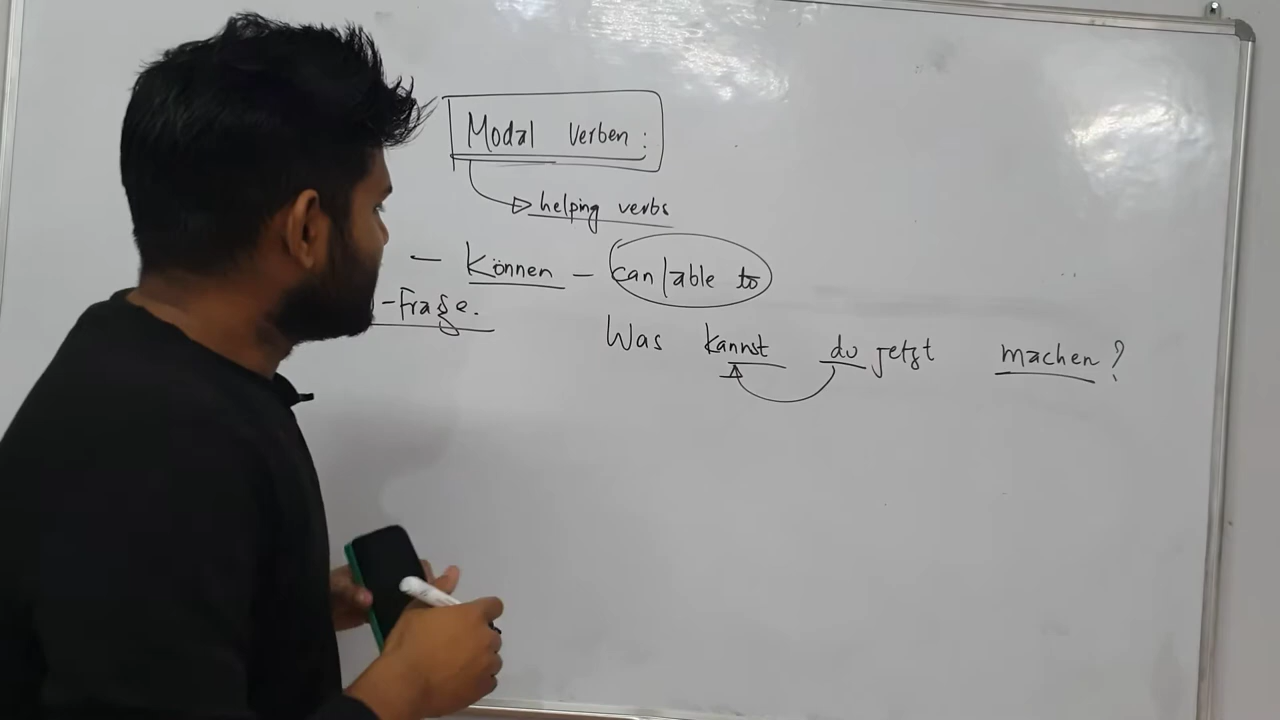 Modal Verben:
helping verbs
- Können - can/able to
-Frage.
Was kannst du jetzt machen?